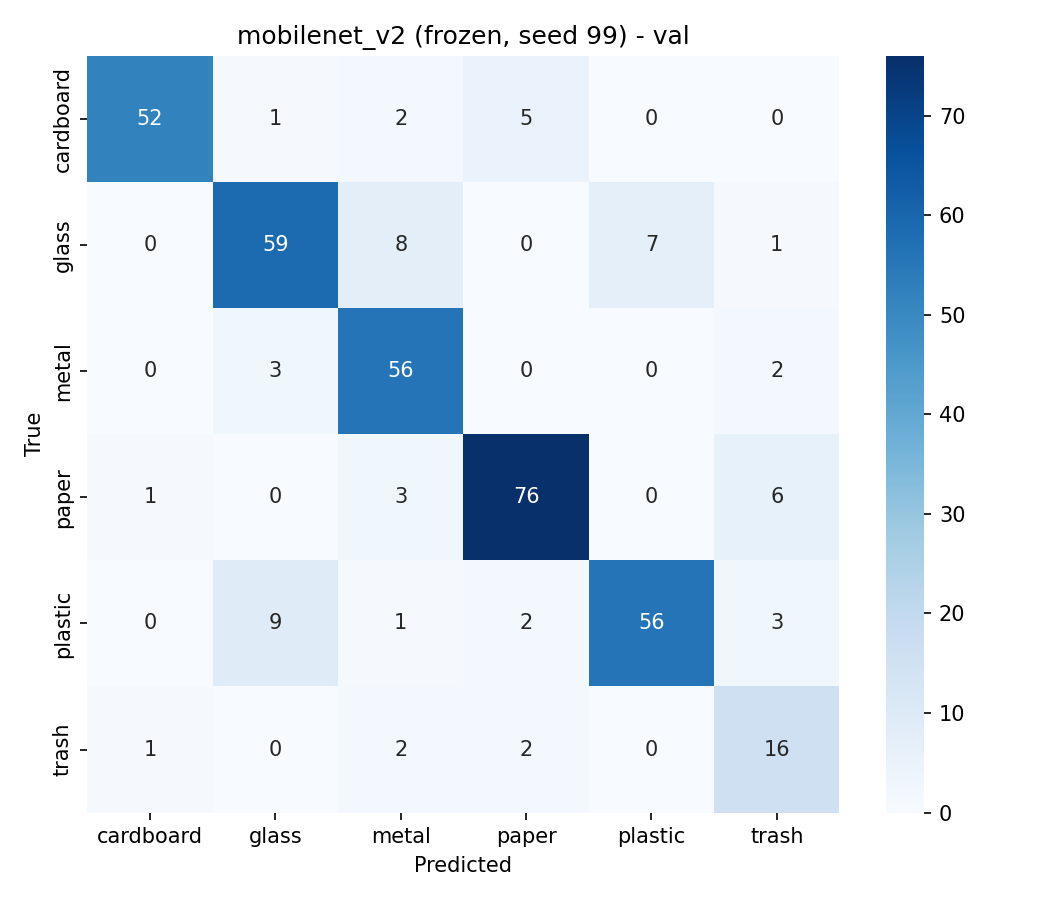 mobilenet_v2 (frozen, seed 99) - val
cardboard 52 1 2 5 0 0
glass 0 59 8 0 7 1
metal 0 3 56 0 0 2
paper 1 0 3 76 0 6
plastic 0 9 1 2 56 3
trash 1 0 2 2 0 16
True
cardboard glass metal paper plastic trash
Predicted
70
60
50
40
30
20
10
0